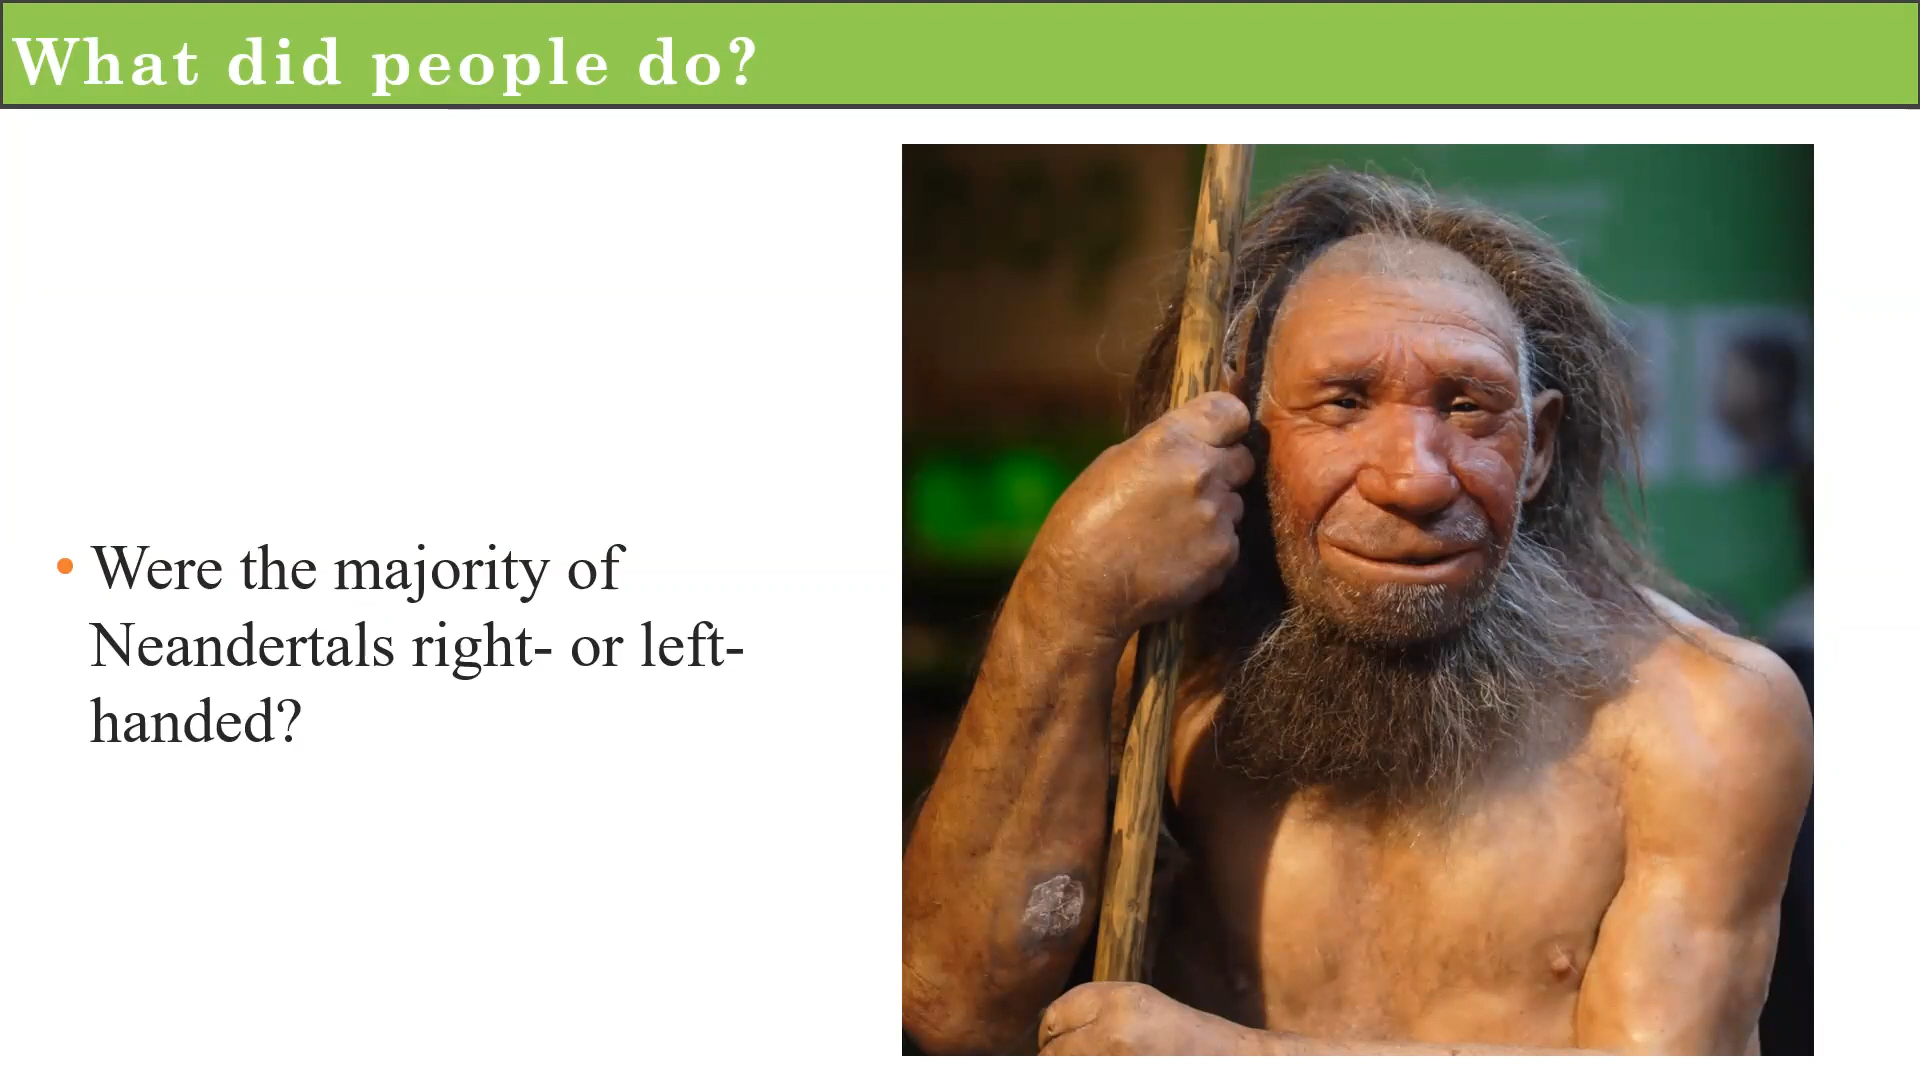 What did people do?
• Were the majority of
Neandertals right- or left-
handed?